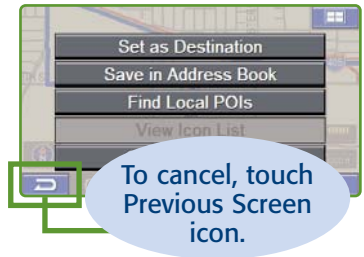 Set as Destination
Save in Address Book
Find Local POIs
View Icon List
To cancel, touch
Previous Screen
icon.